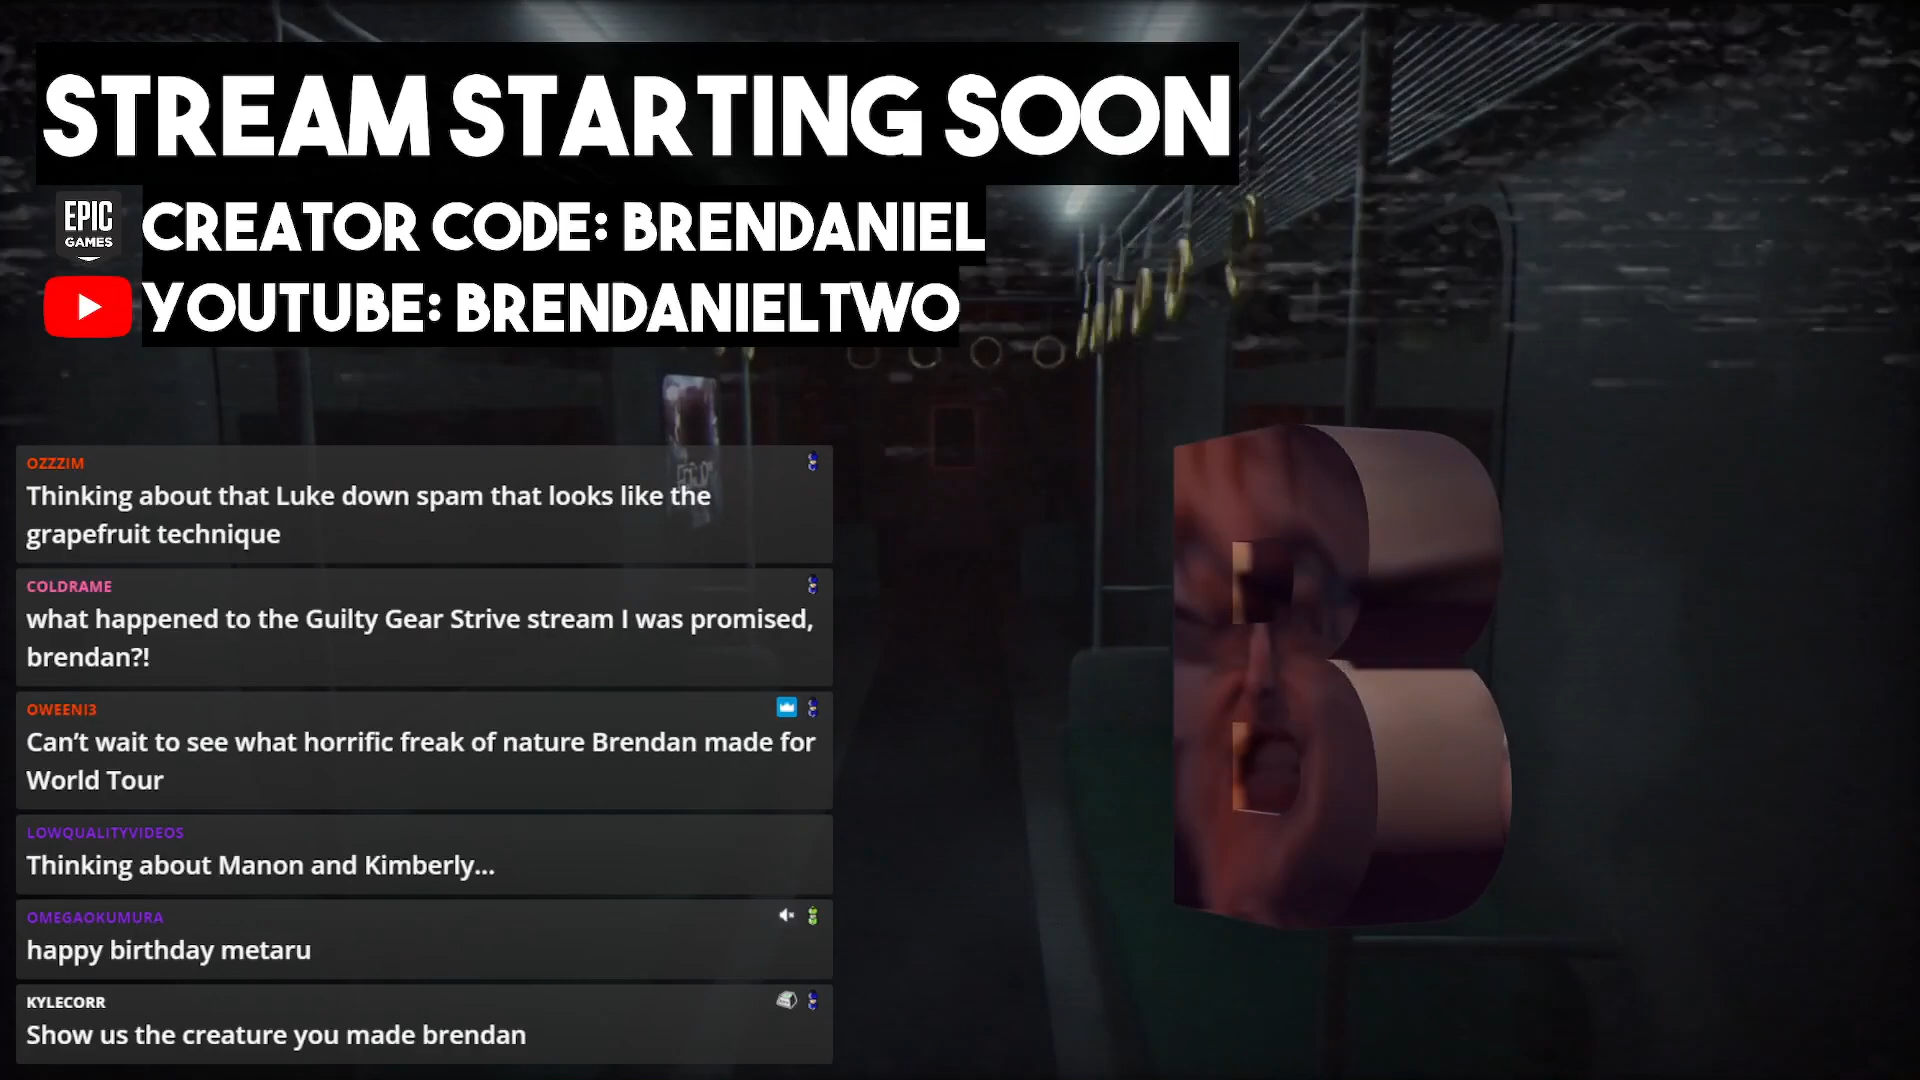 STREAM STARTING SOON
EPIC
GAMES
CREATOR CODE: BRENDANIEL
YOUTUBE: BRENDANIELTWO
OZZZIM
Thinking about that Luke down spam that looks like the
grapefruit technique
COLDRAME
what happened to the Guilty Gear Strive stream I was promised,
brendan?!
OWEENI3
Can’t wait to see what horrific freak of nature Brendan made for
World Tour
LOWQUALITYVIDEOS
Thinking about Manon and Kimberly...
OMEGAOKUMURA
happy birthday metaru
KYLECORR
Show us the creature you made brendan